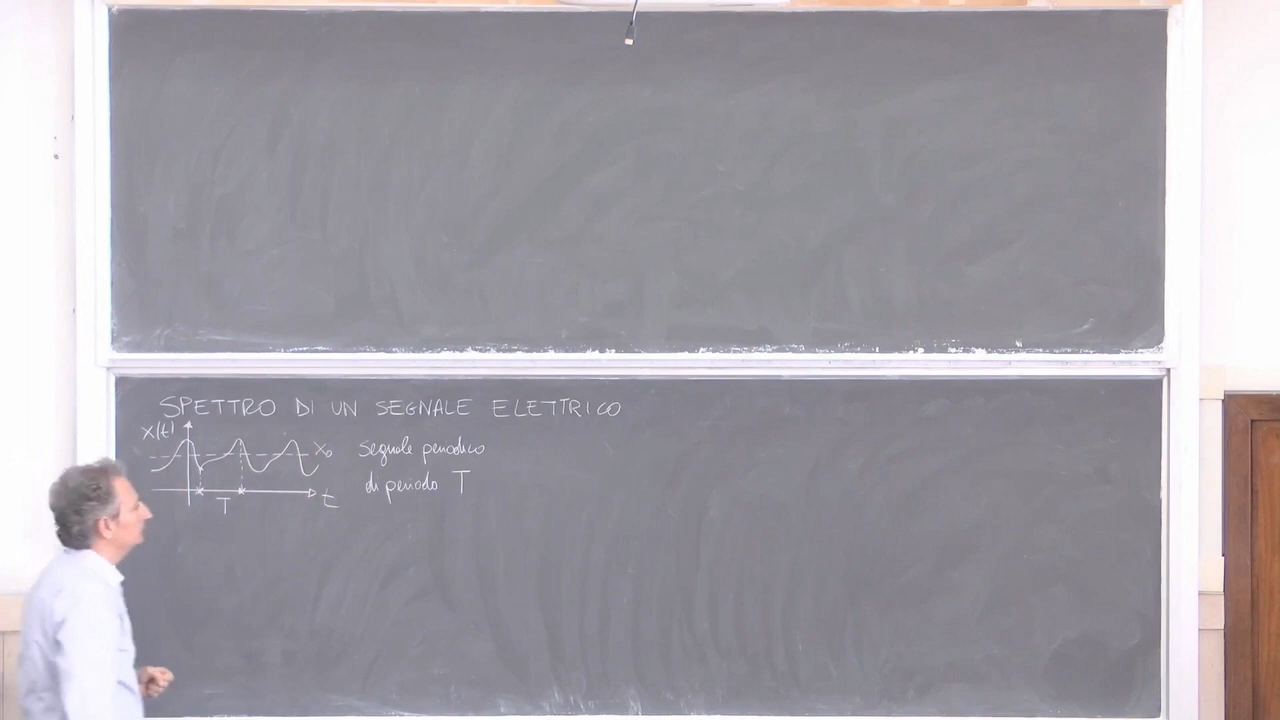 SPETTRO DI UN SEGNALE ELETTRICO
x(t)
X₀
segnale periodico
di periodo T
T
t